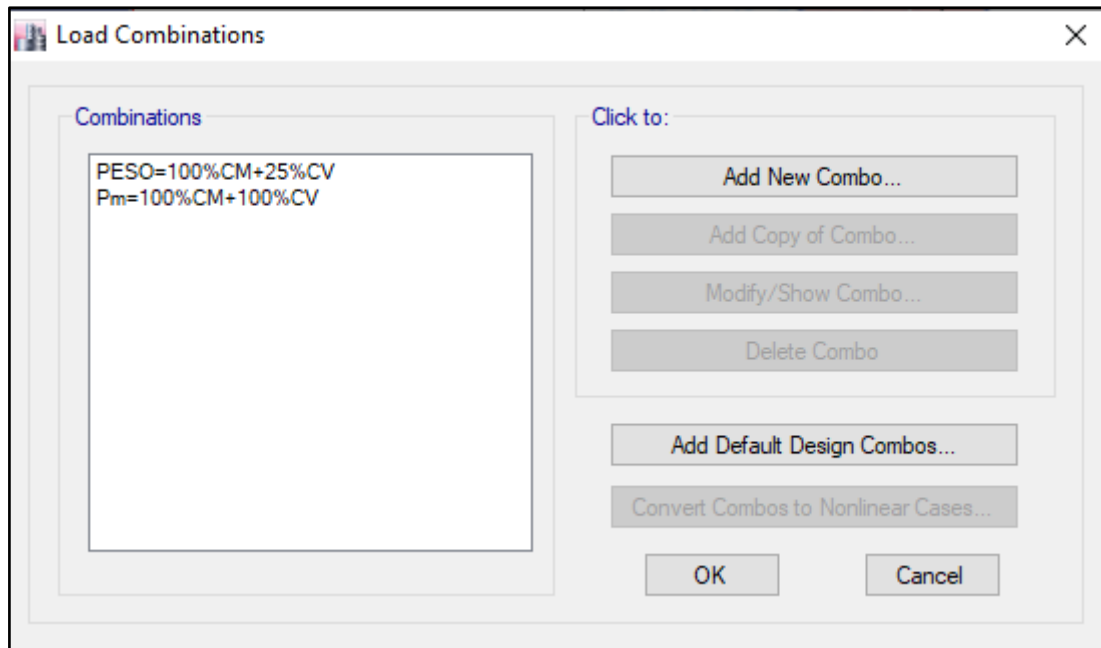 Load Combinations
Combinations
PESO=100%CM+25%CV
Pm=100%CM+100%CV
Click to:
Add New Combo...
Add Copy of Combo...
Modify/Show Combo...
Delete Combo
Add Default Design Combos...
Convert Combos to Nonlinear Cases...
OK
Cancel